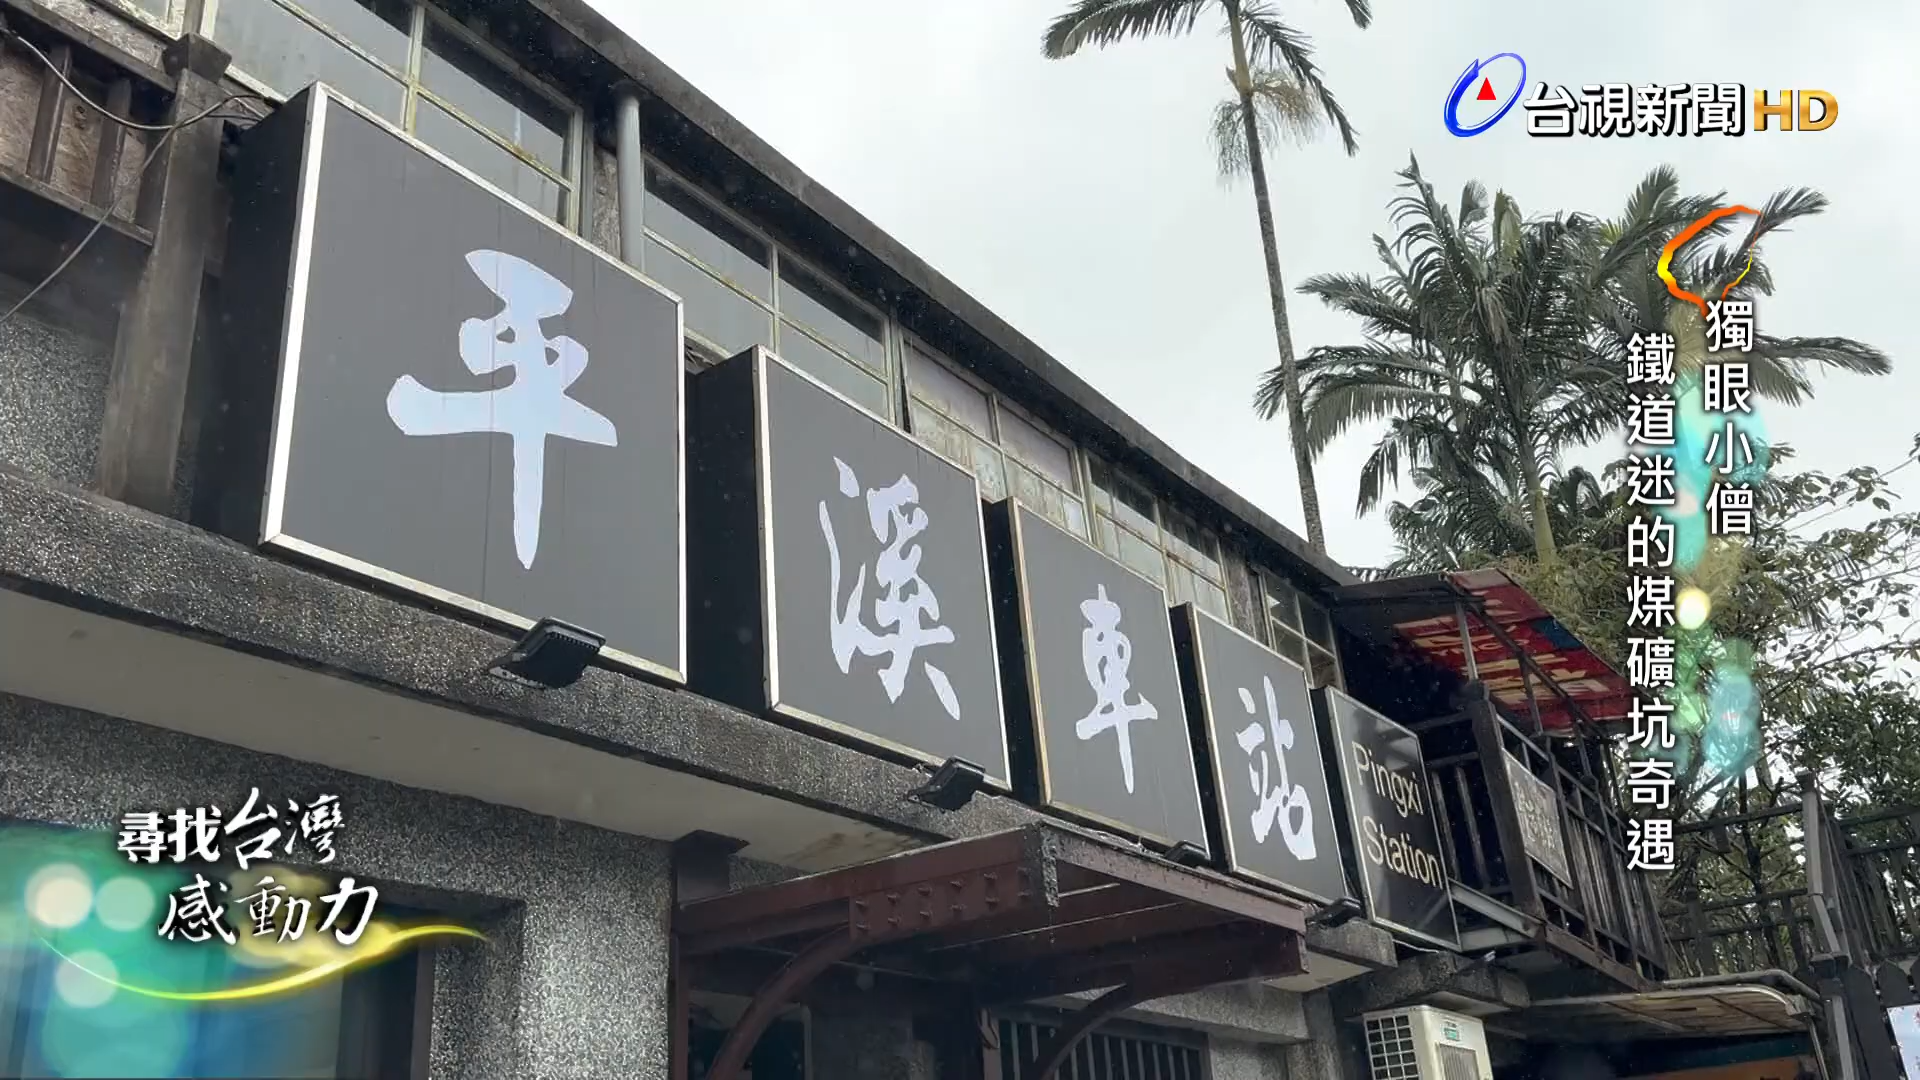 台視新聞HD
獨眼小僧
鐵道迷的煤礦坑奇遇
平溪車站
Pingxi
Station
尋找台灣
感動力